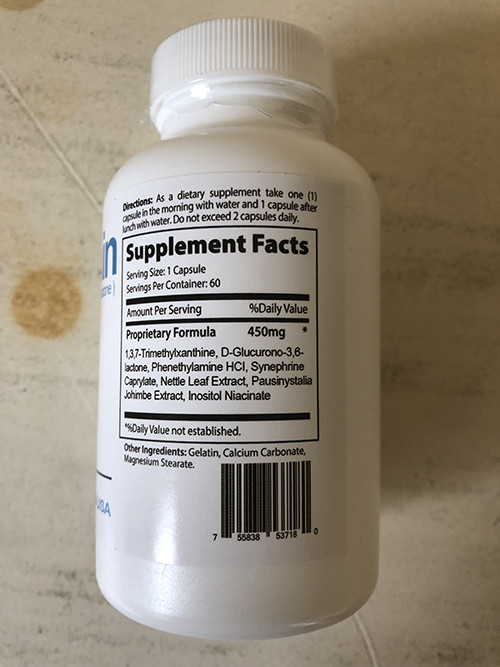 Directions: As a dietary supplement take one (1)
capsule in the morning with water and 1 capsule after
lunch with water. Do not exceed 2 capsules daily.
in
Supplement Facts
Serving Size: 1 Capsule
Servings Per Container: 60
Amount Per Serving %Daily Value
Proprietary Formula 450mg *
1,3,7-Trimethylxanthine, D-Glucurono-3,6-
lactone, Phenethylamine HCl, Synephrine
Caprylate, Nettle Leaf Extract, Pausinystalia
Johimbe Extract, Inositol Niacinate
*%Daily Value not established.
Other Ingredients: Gelatin, Calcium Carbonate,
Magnesium Stearate.
USA
7 55838 53718 0